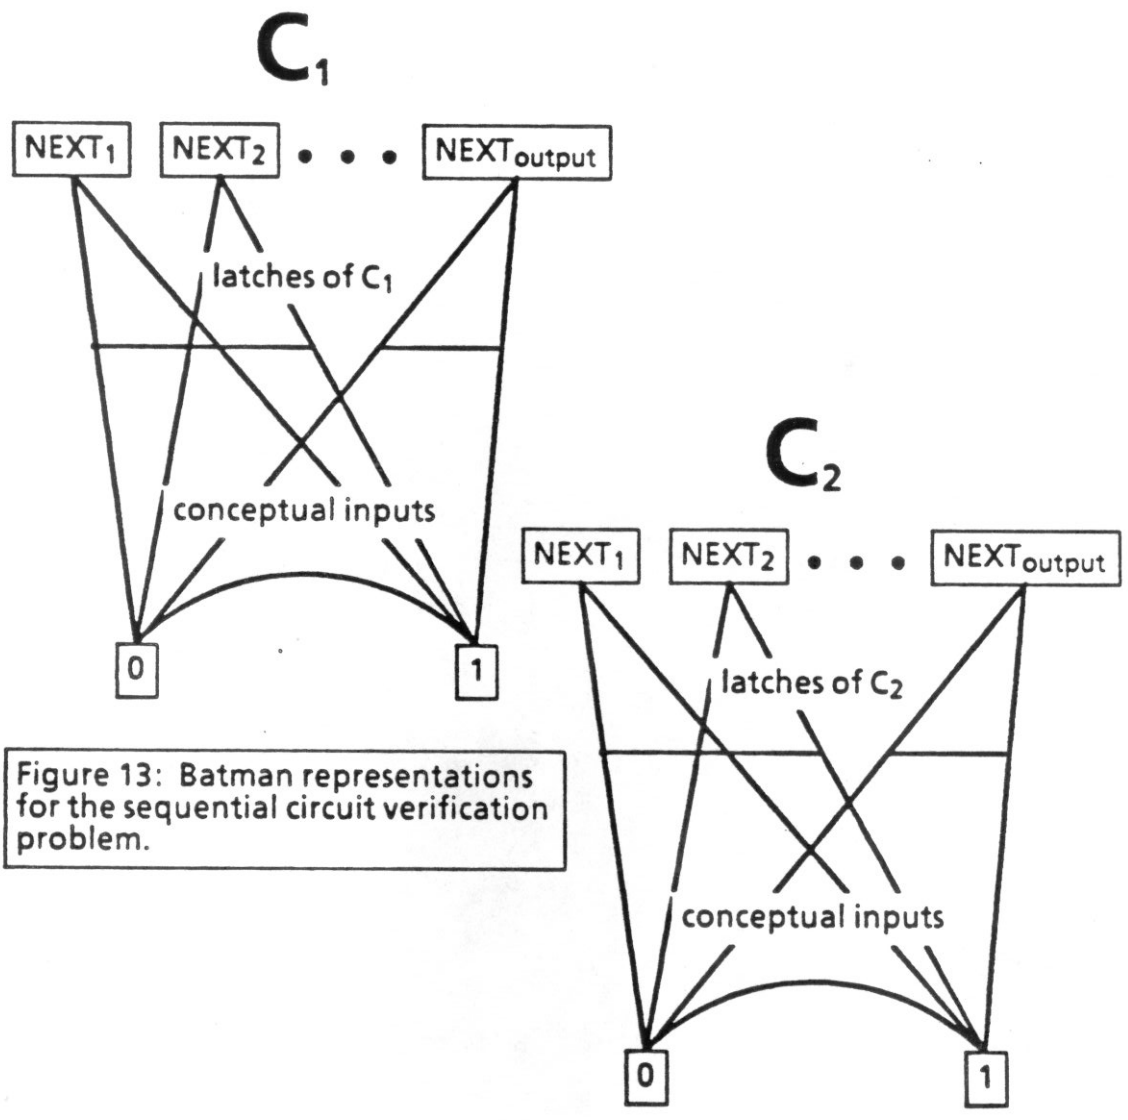 C₁
NEXT₁ NEXT₂ • • • NEXToutput
latches of C₁
conceptual inputs
0 1
C₂
NEXT₁ NEXT₂ • • • NEXToutput
latches of C₂
conceptual inputs
0 1
Figure 13: Batman representations
for the sequential circuit verification
problem.